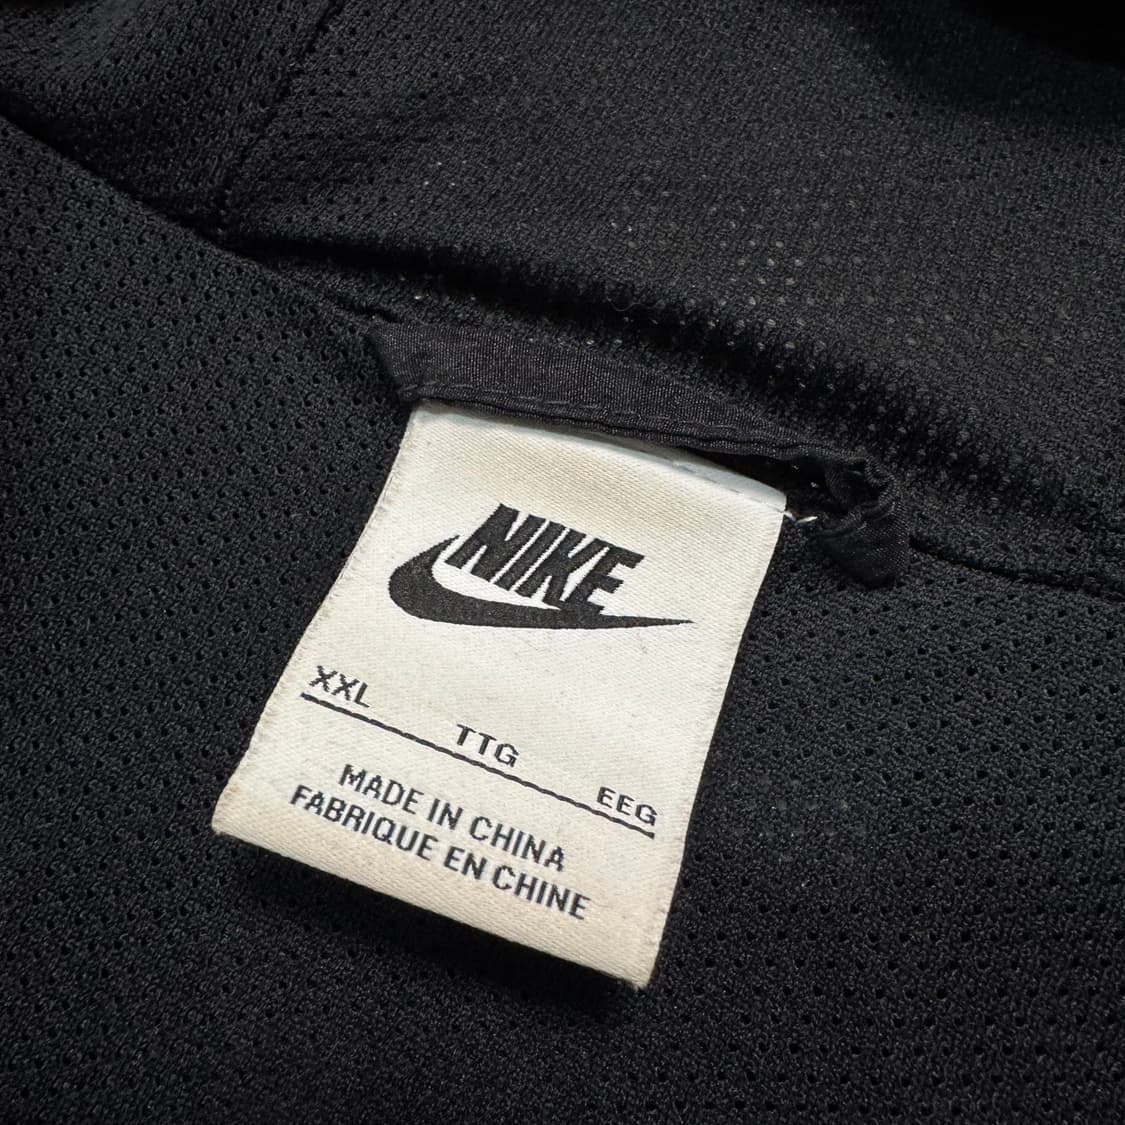 NIKE
XXL
TTG
EEG
MADE IN CHINA
FABRIQUE EN CHINE